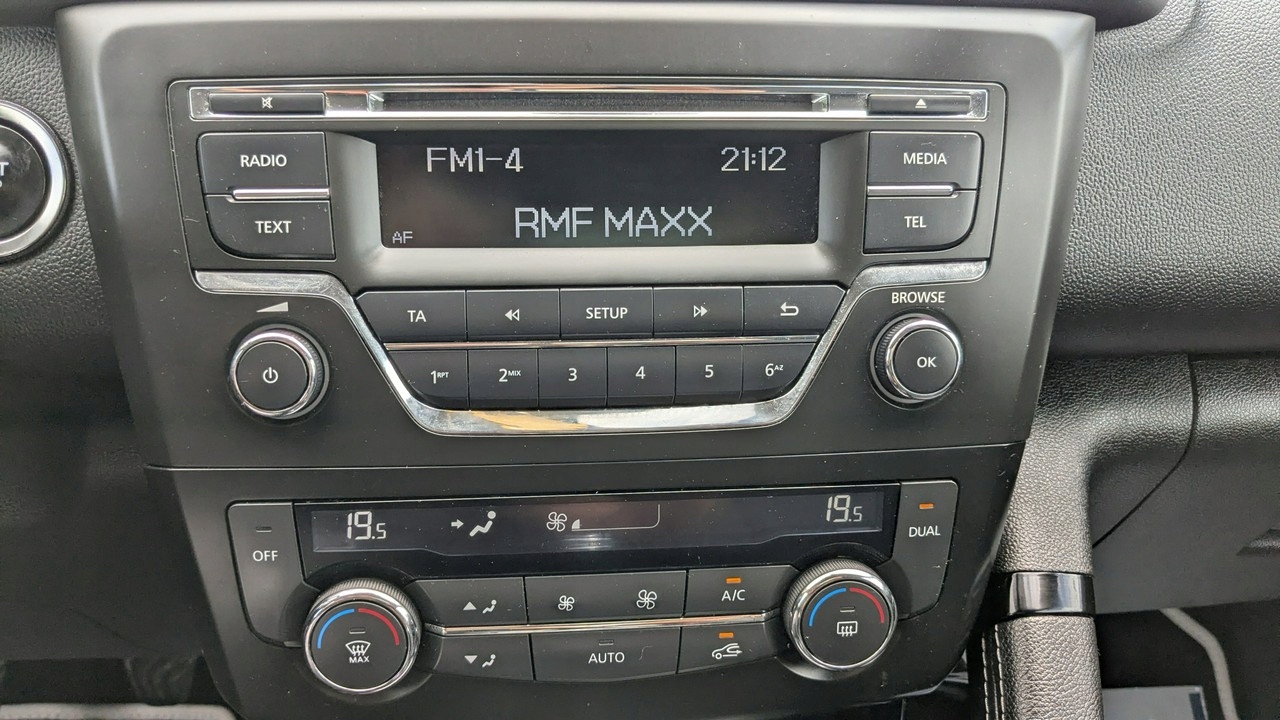 RADIO
FM1-4
21:12
MEDIA
TEXT
AF
RMF MAXX
TEL
BROWSE
TA
SETUP
OK
1RPT
2MIX
3
4
5
6AZ
19.5
19.5
OFF
DUAL
A/C
MAX
AUTO